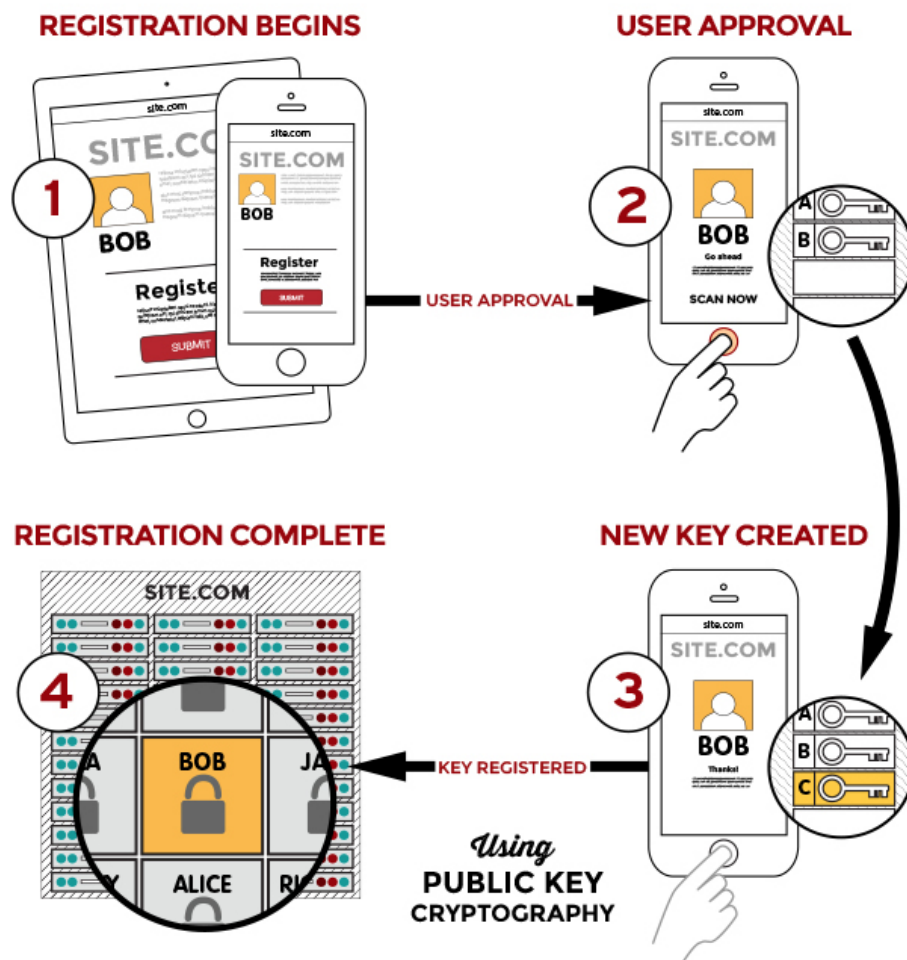 REGISTRATION BEGINS
USER APPROVAL
site.com
SITE.CO
BOB
Registe
SUBMIT
site.com
SITE.COM
BOB
Register
SUBMIT
1
USER APPROVAL
2
site.com
SITE.COM
BOB
Go ahead
SCAN NOW
A
B
REGISTRATION COMPLETE
NEW KEY CREATED
SITE.COM
4
A
BOB
JA
Y
ALICE
RI
KEY REGISTERED
3
site.com
SITE.COM
BOB
Thanks!
A
B
C
Using
PUBLIC KEY
CRYPTOGRAPHY